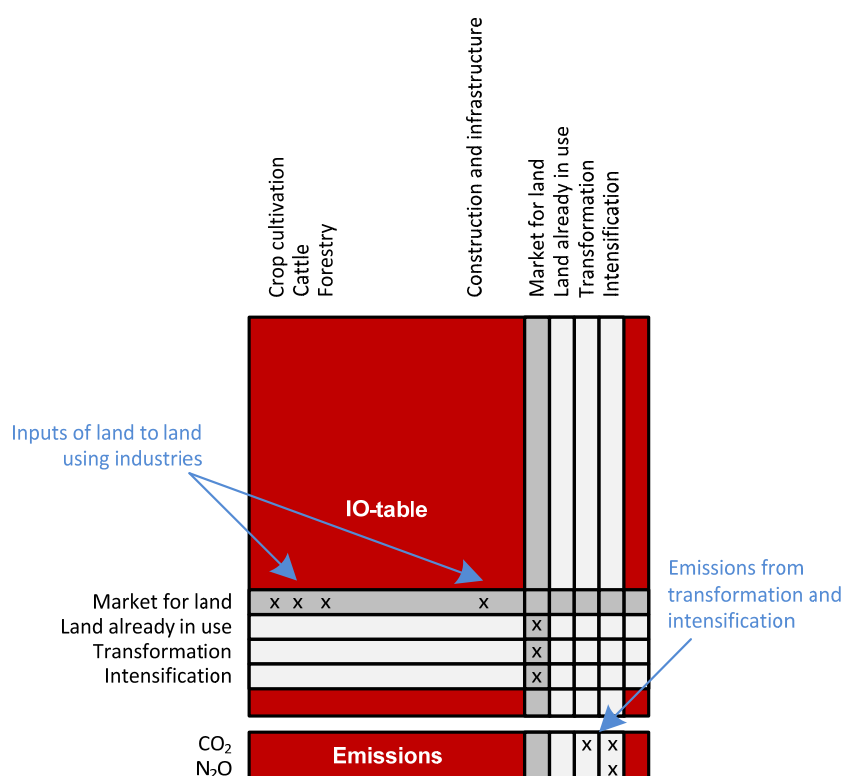 Crop cultivation
Cattle
Forestry
Construction and infrastructure
Market for land
Land already in use
Transformation
Intensification
Inputs of land to land
using industries
IO-table
Emissions from
transformation and
intensification
Market for land x x x x
Land already in use x
Transformation x
Intensification x
CO₂ Emissions x x
N₂O x